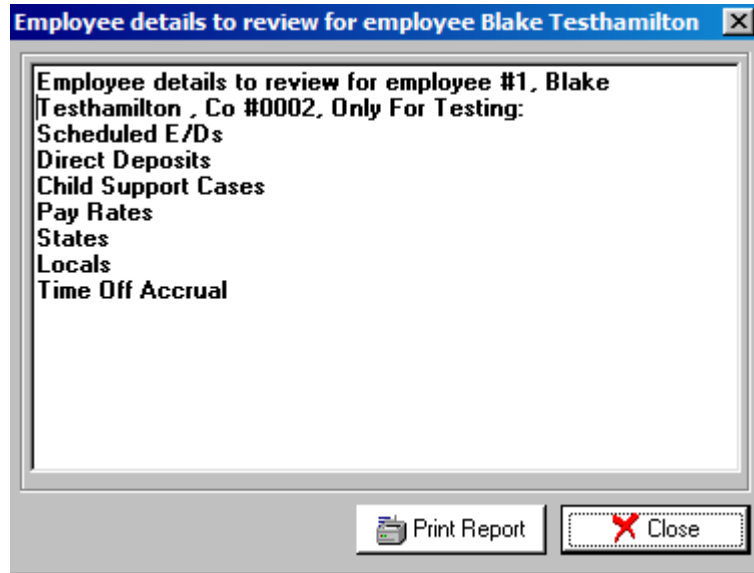 Employee details to review for employee Blake Testhamilton
Employee details to review for employee #1, Blake
Testhamilton , Co #0002, Only For Testing:
Scheduled E/Ds
Direct Deposits
Child Support Cases
Pay Rates
States
Locals
Time Off Accrual
Print Report
Close